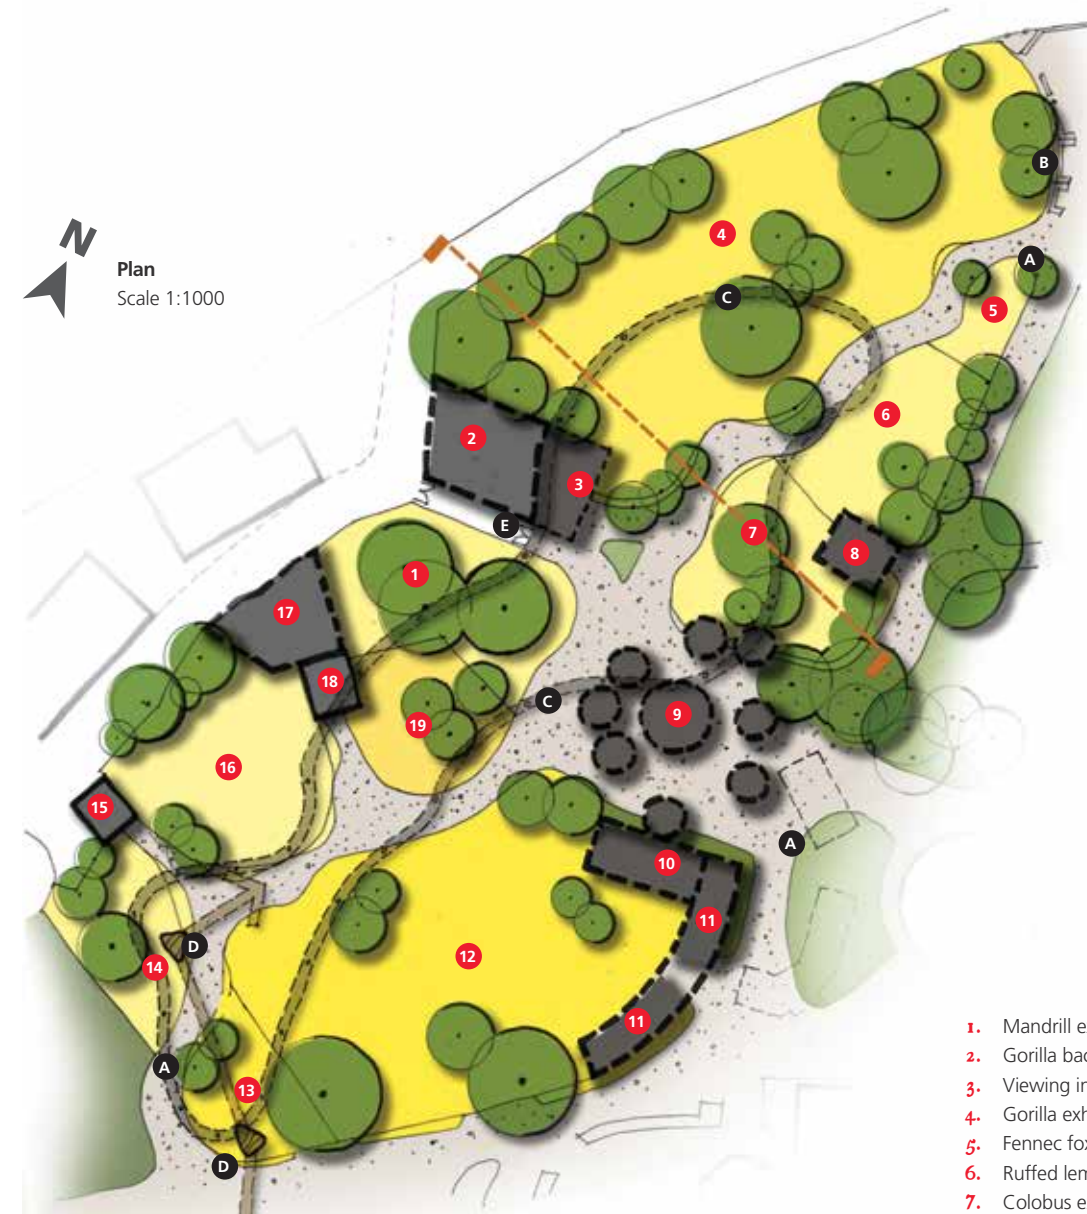 N
Plan
Scale 1:1000
B
4
A
5
C
6
2
3
E
7
8
1
17
18
C
9
19
16
15
A
10
11
D
12
14
11
A
13
D
1. Mandrill e
2. Gorilla bac
3. Viewing in
4. Gorilla exh
5. Fennec fox
6. Ruffed lem
7. Colobus e